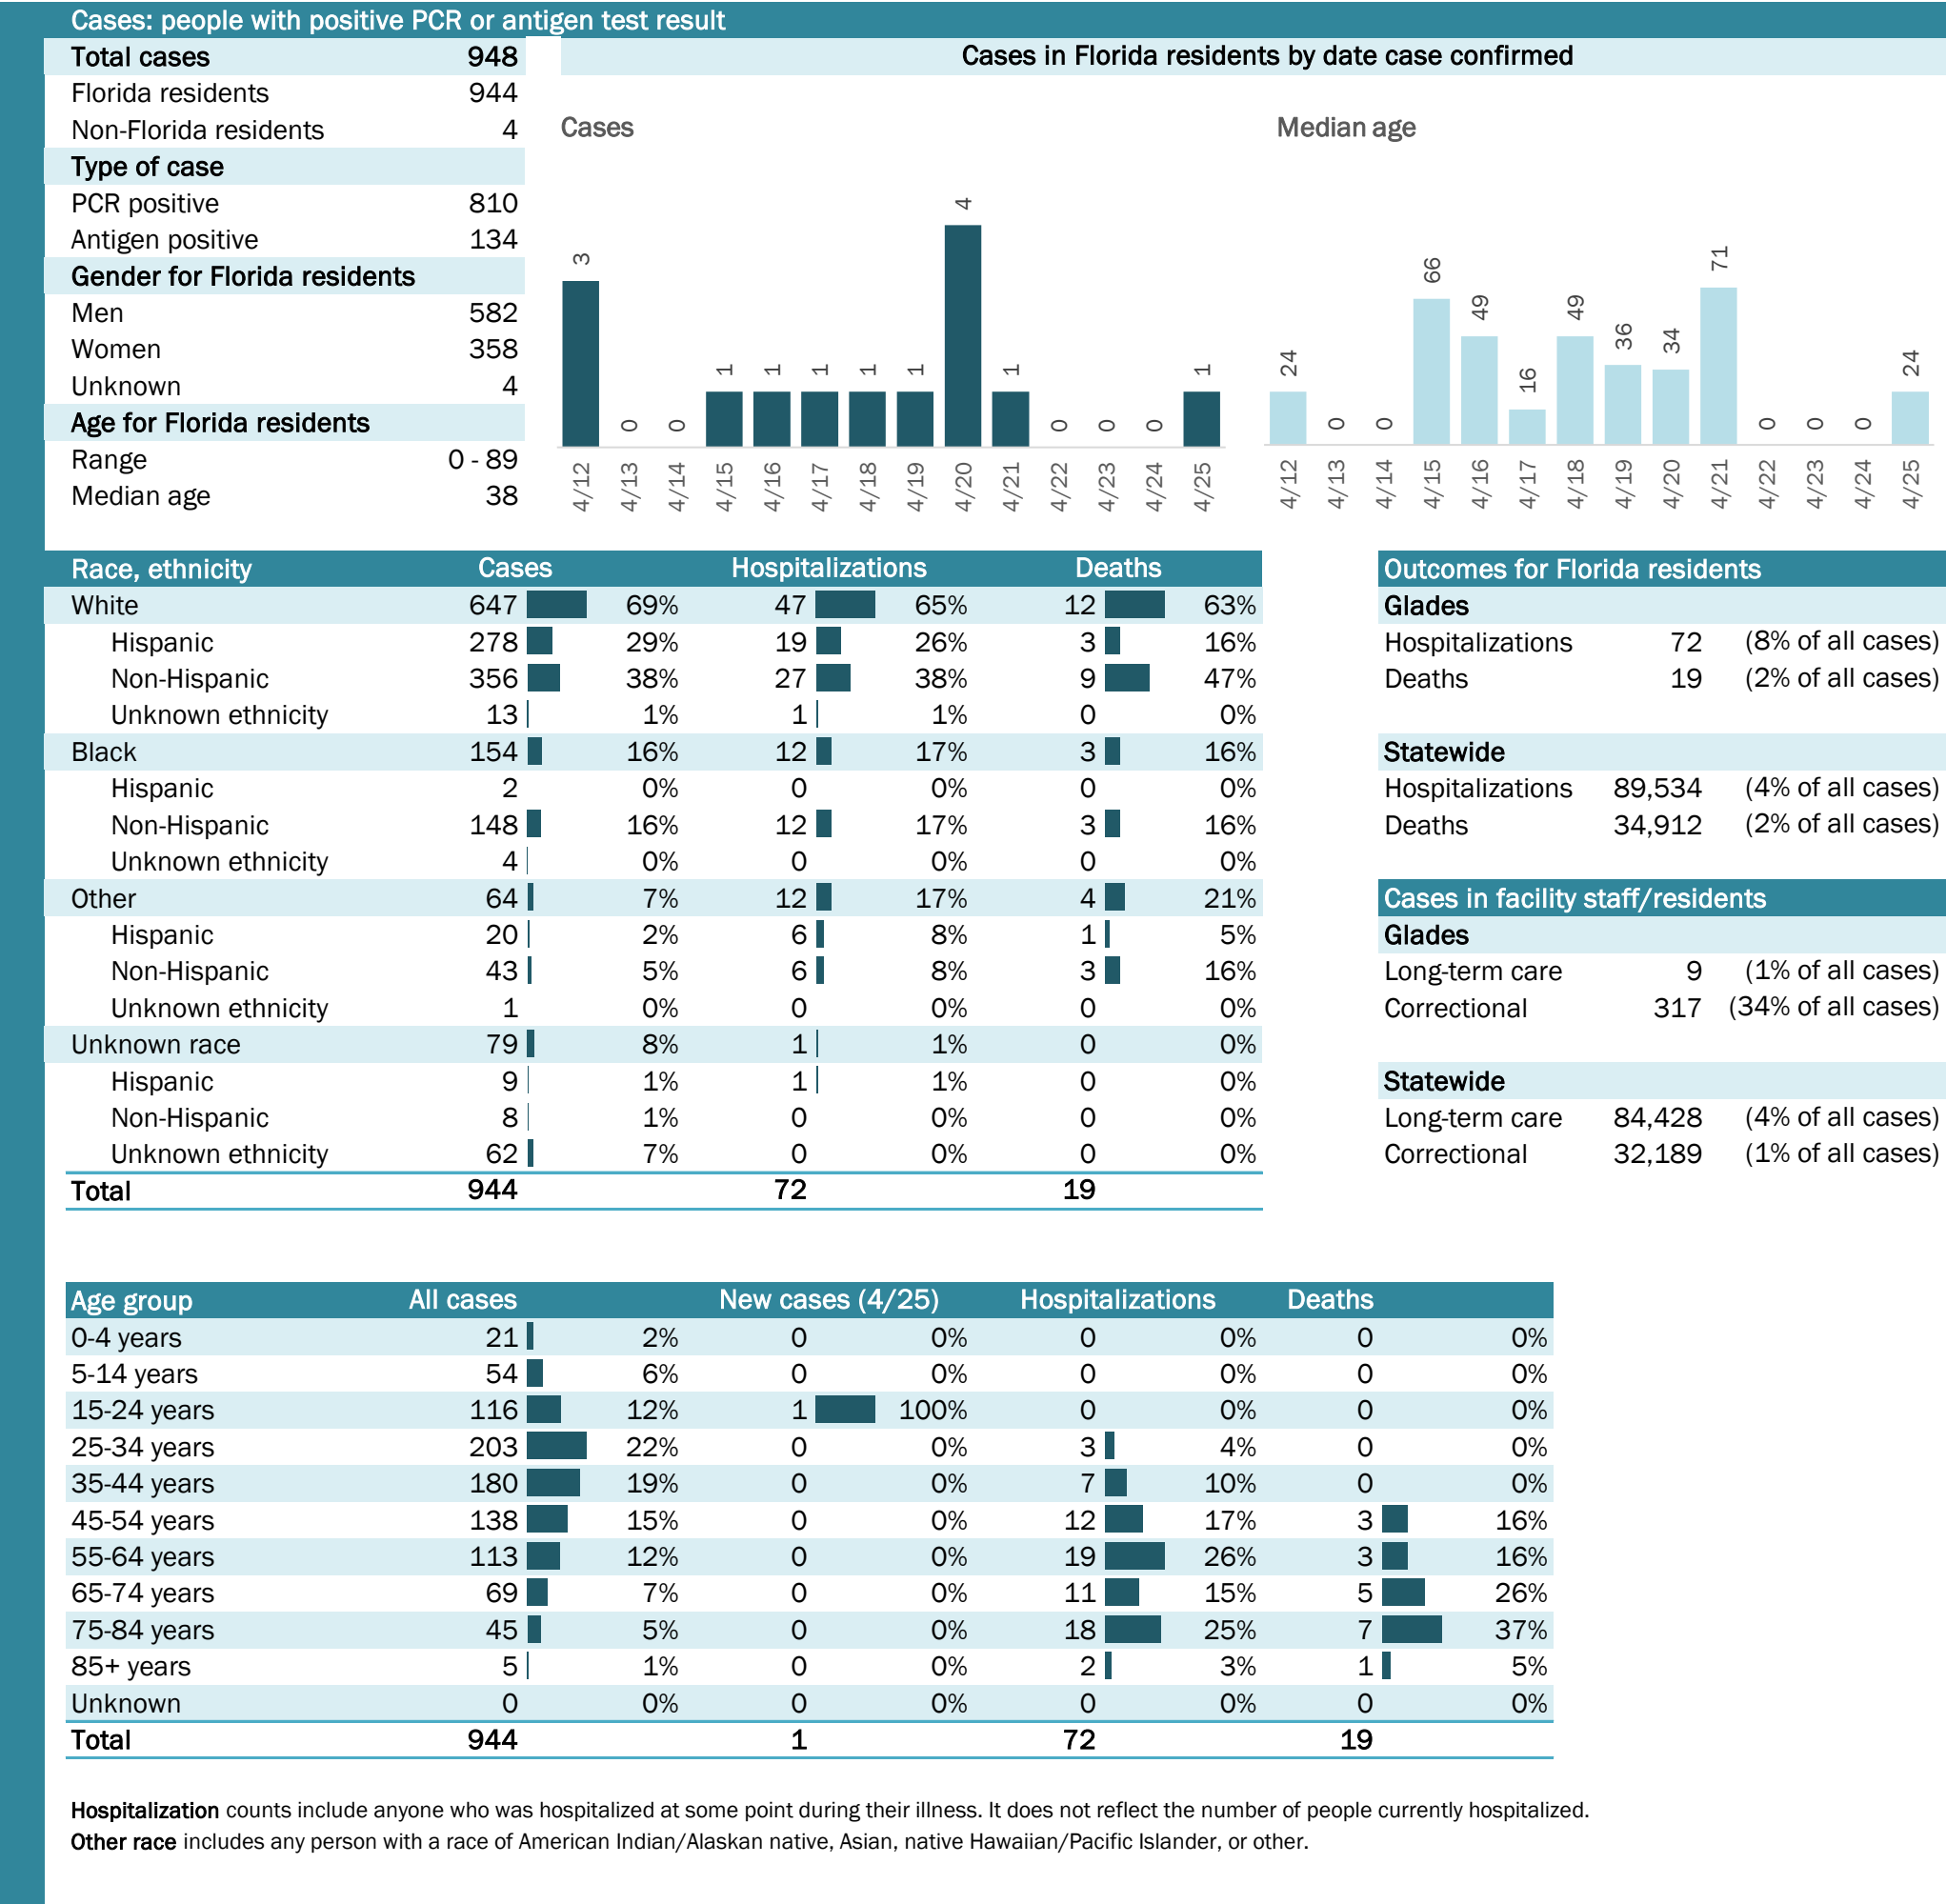 Cases: people with positive PCR or antigen test result
Total cases 948
Florida residents 944
Non-Florida residents 4
Type of case
PCR positive 810
Antigen positive 134
Gender for Florida residents
Men 582
Women 358
Unknown 4
Age for Florida residents
Range 0 - 89
Median age 38
Cases in Florida residents by date case confirmed
Cases
3 0 0 1 1 1 1 1 4 1 0 0 0 1
4/12 4/13 4/14 4/15 4/16 4/17 4/18 4/19 4/20 4/21 4/22 4/23 4/24 4/25
Median age
24 0 0 66 49 16 49 36 34 71 0 0 0 24
4/12 4/13 4/14 4/15 4/16 4/17 4/18 4/19 4/20 4/21 4/22 4/23 4/24 4/25
Race, ethnicity Cases Hospitalizations Deaths
White 647 69% 47 65% 12 63%
Hispanic 278 29% 19 26% 3 16%
Non-Hispanic 356 38% 27 38% 9 47%
Unknown ethnicity 13 1% 1 1% 0 0%
Black 154 16% 12 17% 3 16%
Hispanic 2 0% 0 0% 0 0%
Non-Hispanic 148 16% 12 17% 3 16%
Unknown ethnicity 4 0% 0 0% 0 0%
Other 64 7% 12 17% 4 21%
Hispanic 20 2% 6 8% 1 5%
Non-Hispanic 43 5% 6 8% 3 16%
Unknown ethnicity 1 0% 0 0% 0 0%
Unknown race 79 8% 1 1% 0 0%
Hispanic 9 1% 1 1% 0 0%
Non-Hispanic 8 1% 0 0% 0 0%
Unknown ethnicity 62 7% 0 0% 0 0%
Total 944 72 19
Outcomes for Florida residents
Glades
Hospitalizations 72 (8% of all cases)
Deaths 19 (2% of all cases)
Statewide
Hospitalizations 89,534 (4% of all cases)
Deaths 34,912 (2% of all cases)
Cases in facility staff/residents
Glades
Long-term care 9 (1% of all cases)
Correctional 317 (34% of all cases)
Statewide
Long-term care 84,428 (4% of all cases)
Correctional 32,189 (1% of all cases)
Age group All cases New cases (4/25) Hospitalizations Deaths
0-4 years 21 2% 0 0% 0 0% 0 0%
5-14 years 54 6% 0 0% 0 0% 0 0%
15-24 years 116 12% 1 100% 0 0% 0 0%
25-34 years 203 22% 0 0% 3 4% 0 0%
35-44 years 180 19% 0 0% 7 10% 0 0%
45-54 years 138 15% 0 0% 12 17% 3 16%
55-64 years 113 12% 0 0% 19 26% 3 16%
65-74 years 69 7% 0 0% 11 15% 5 26%
75-84 years 45 5% 0 0% 18 25% 7 37%
85+ years 5 1% 0 0% 2 3% 1 5%
Unknown 0 0% 0 0% 0 0% 0 0%
Total 944 1 72 19
Hospitalization counts include anyone who was hospitalized at some point during their illness. It does not reflect the number of people currently hospitalized.
Other race includes any person with a race of American Indian/Alaskan native, Asian, native Hawaiian/Pacific Islander, or other.